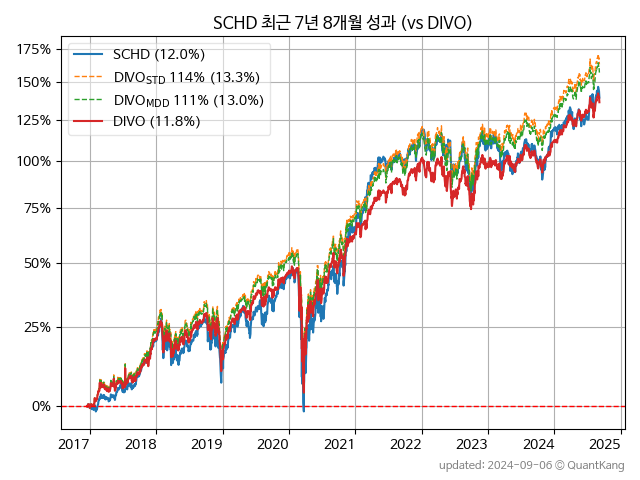 SCHD 최근 7년 8개월 성과 (vs DIVO)
SCHD (12.0%)
DIVO_STD 114% (13.3%)
DIVO_MDD 111% (13.0%)
DIVO (11.8%)
175%
150%
125%
100%
75%
50%
25%
0%
2017 2018 2019 2020 2021 2022 2023 2024 2025
updated: 2024-09-06 © QuantKang